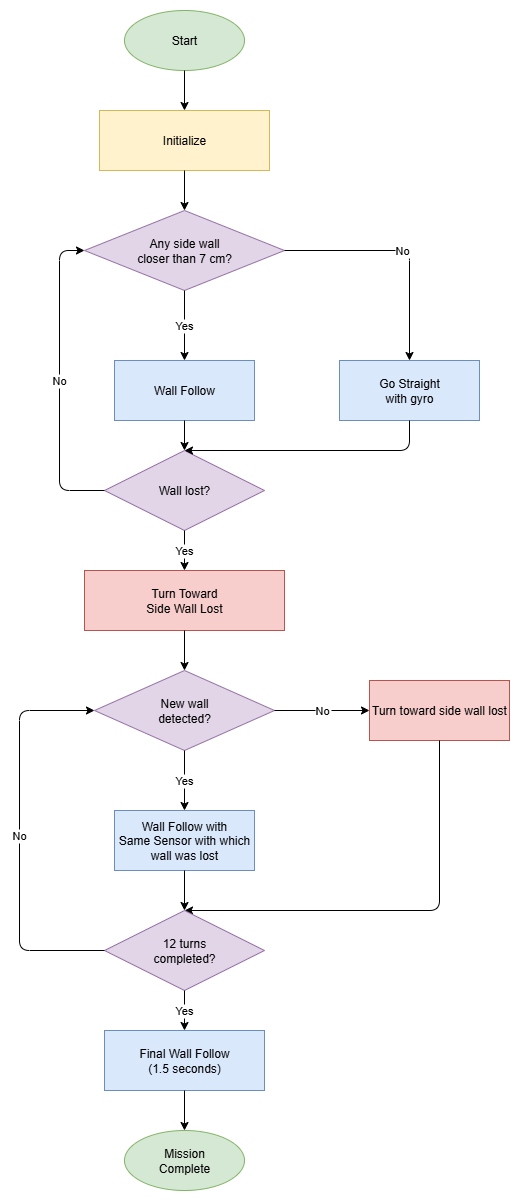 Start
Initialize
Any side wall
closer than 7 cm?
No
Yes
Wall Follow
Go Straight
with gyro
No
Wall lost?
Yes
Turn Toward
Side Wall Lost
New wall
detected?
No
Turn toward side wall lost
Yes
Wall Follow with
Same Sensor with which
wall was lost
No
12 turns
completed?
Yes
Final Wall Follow
(1.5 seconds)
Mission
Complete